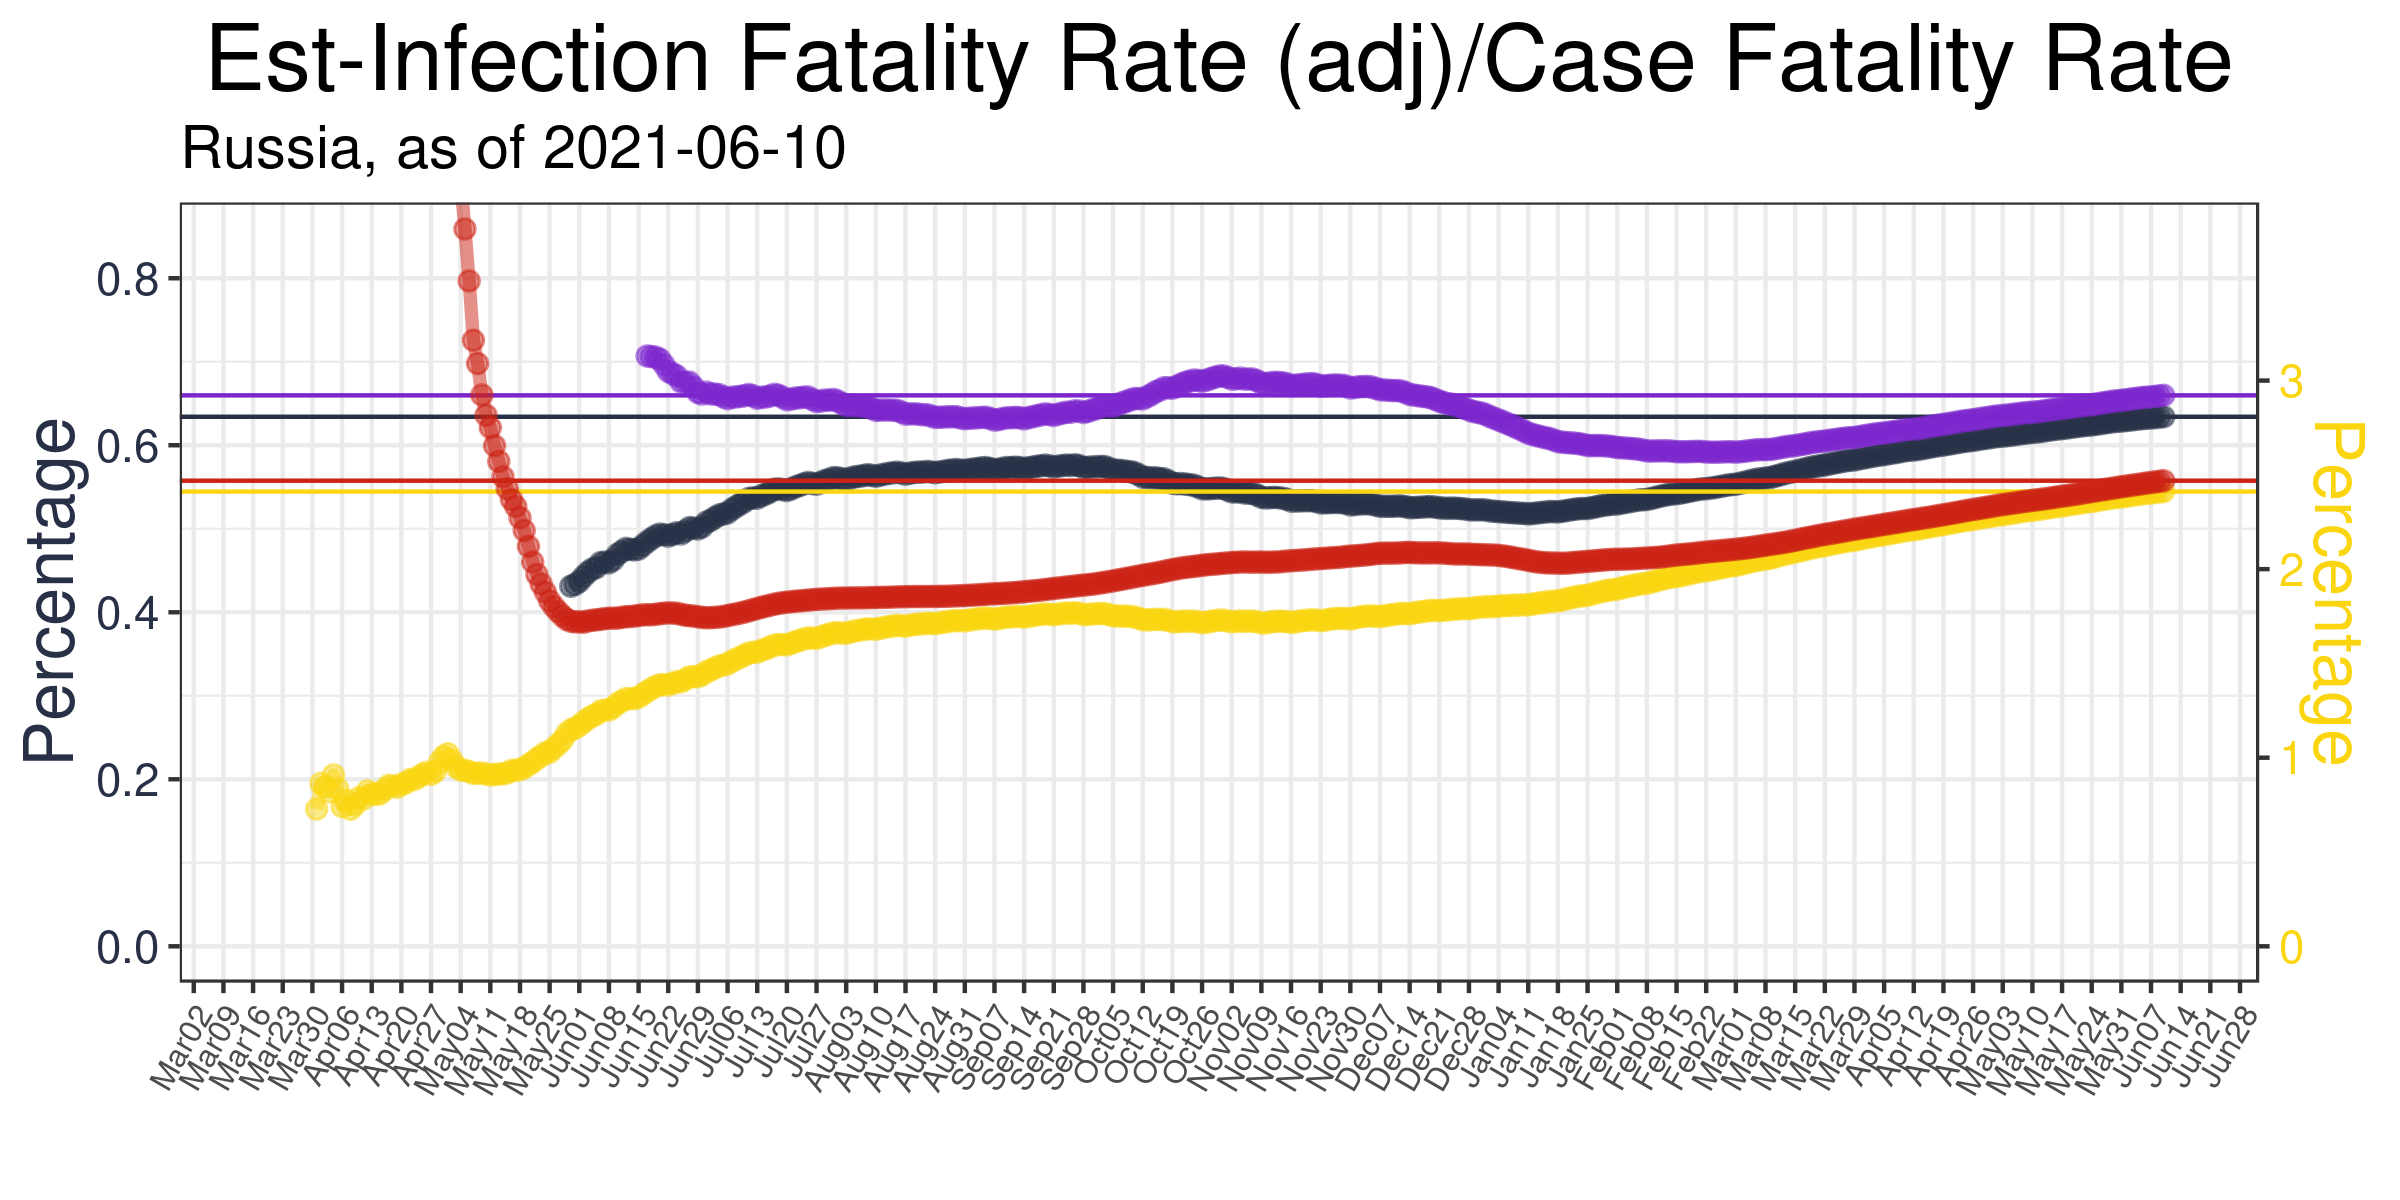 Est-Infection Fatality Rate (adj)/Case Fatality Rate
Russia, as of 2021-06-10
Percentage
0.8
0.6
0.4
0.2
0.0
3
2
1
0
Percentage
Mar02
Mar09
Mar16
Mar23
Mar30
Apr06
Apr13
Apr20
Apr27
May04
May11
May18
May25
Jun01
Jun08
Jun15
Jun22
Jun29
Jul06
Jul13
Jul20
Jul27
Aug03
Aug10
Aug17
Aug24
Aug31
Sep07
Sep14
Sep21
Sep28
Oct05
Oct12
Oct19
Oct26
Nov02
Nov09
Nov16
Nov23
Nov30
Dec07
Dec14
Dec21
Dec28
Jan04
Jan11
Jan18
Jan25
Feb01
Feb08
Feb15
Feb22
Mar01
Mar08
Mar15
Mar22
Mar29
Apr05
Apr12
Apr19
Apr26
May03
May10
May17
May24
May31
Jun07
Jun14
Jun21
Jun28